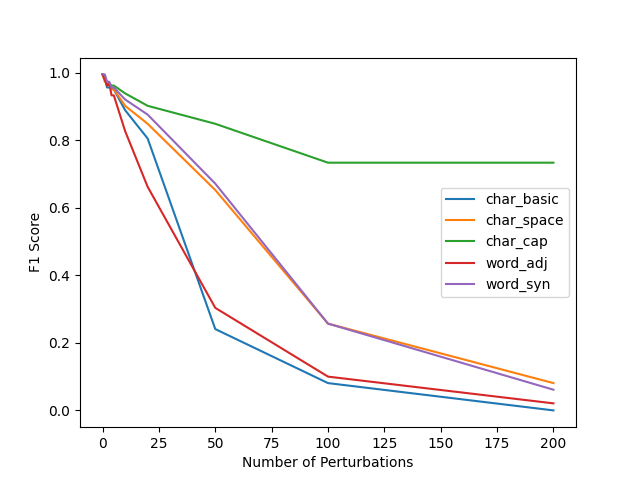 1.0
0.8
0.6
0.4
0.2
0.0
F1 Score
char_basic
char_space
char_cap
word_adj
word_syn
0 25 50 75 100 125 150 175 200
Number of Perturbations